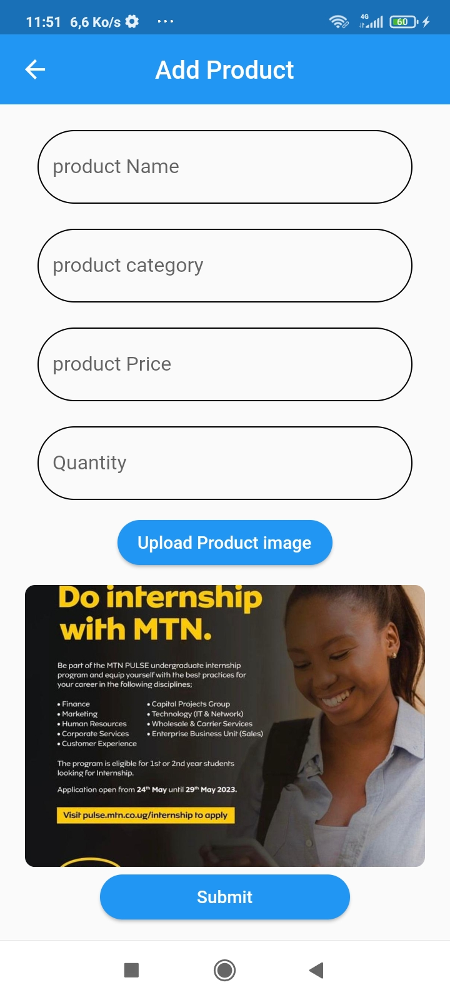 11:51 6,6 Ko/s ...
4G
60
Add Product
product Name
product category
product Price
Quantity
Upload Product image
Do internship
with MTN.
Be part of the MTN PULSE undergraduate internship
program and equip yourself with the best practices for
your career in the following disciplines;
• Finance
• Marketing
• Human Resources
• Corporate Services
• Customer Experience
• Capital Projects Group
• Technology (IT & Network)
• Wholesale & Carrier Services
• Enterprise Business Unit (Sales)
The program is eligible for 1st or 2nd year students
looking for Internship.
Application open from 24th May until 29th May 2023.
Visit pulse.mtn.co.ug/internship to apply
Submit